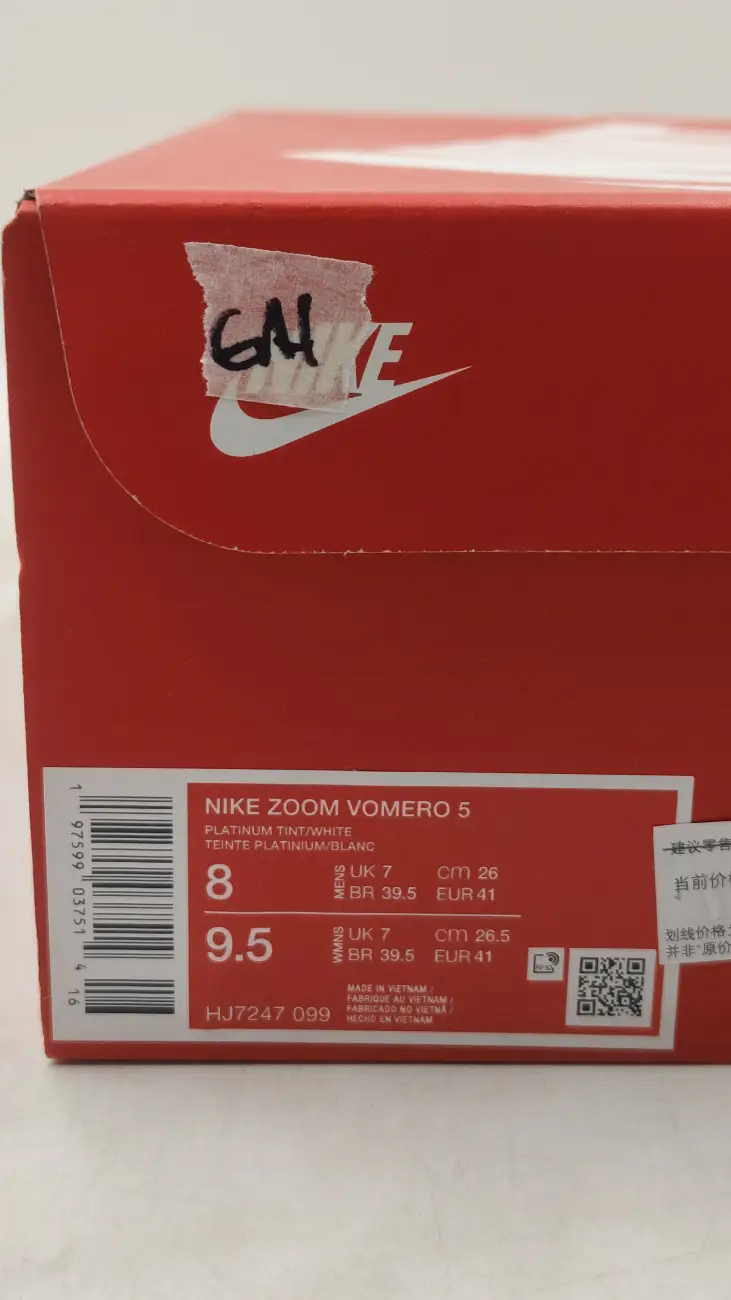 GM
NIKE
1 97599 03751 4 16
NIKE ZOOM VOMERO 5
PLATINUM TINT/WHITE
TEINTE PLATINIUM/BLANC
8 MENS UK 7 cm 26
BR 39.5 EUR 41
9.5 WMNS UK 7 cm 26.5
BR 39.5 EUR 41
HJ7247 099
MADE IN VIETNAM /
FABRIQUE AU VIETNAM /
FABRICADO NO VIETNÃ /
HECHO EN VIETNAM
建议零售
当前价
划线价格
并非"原价